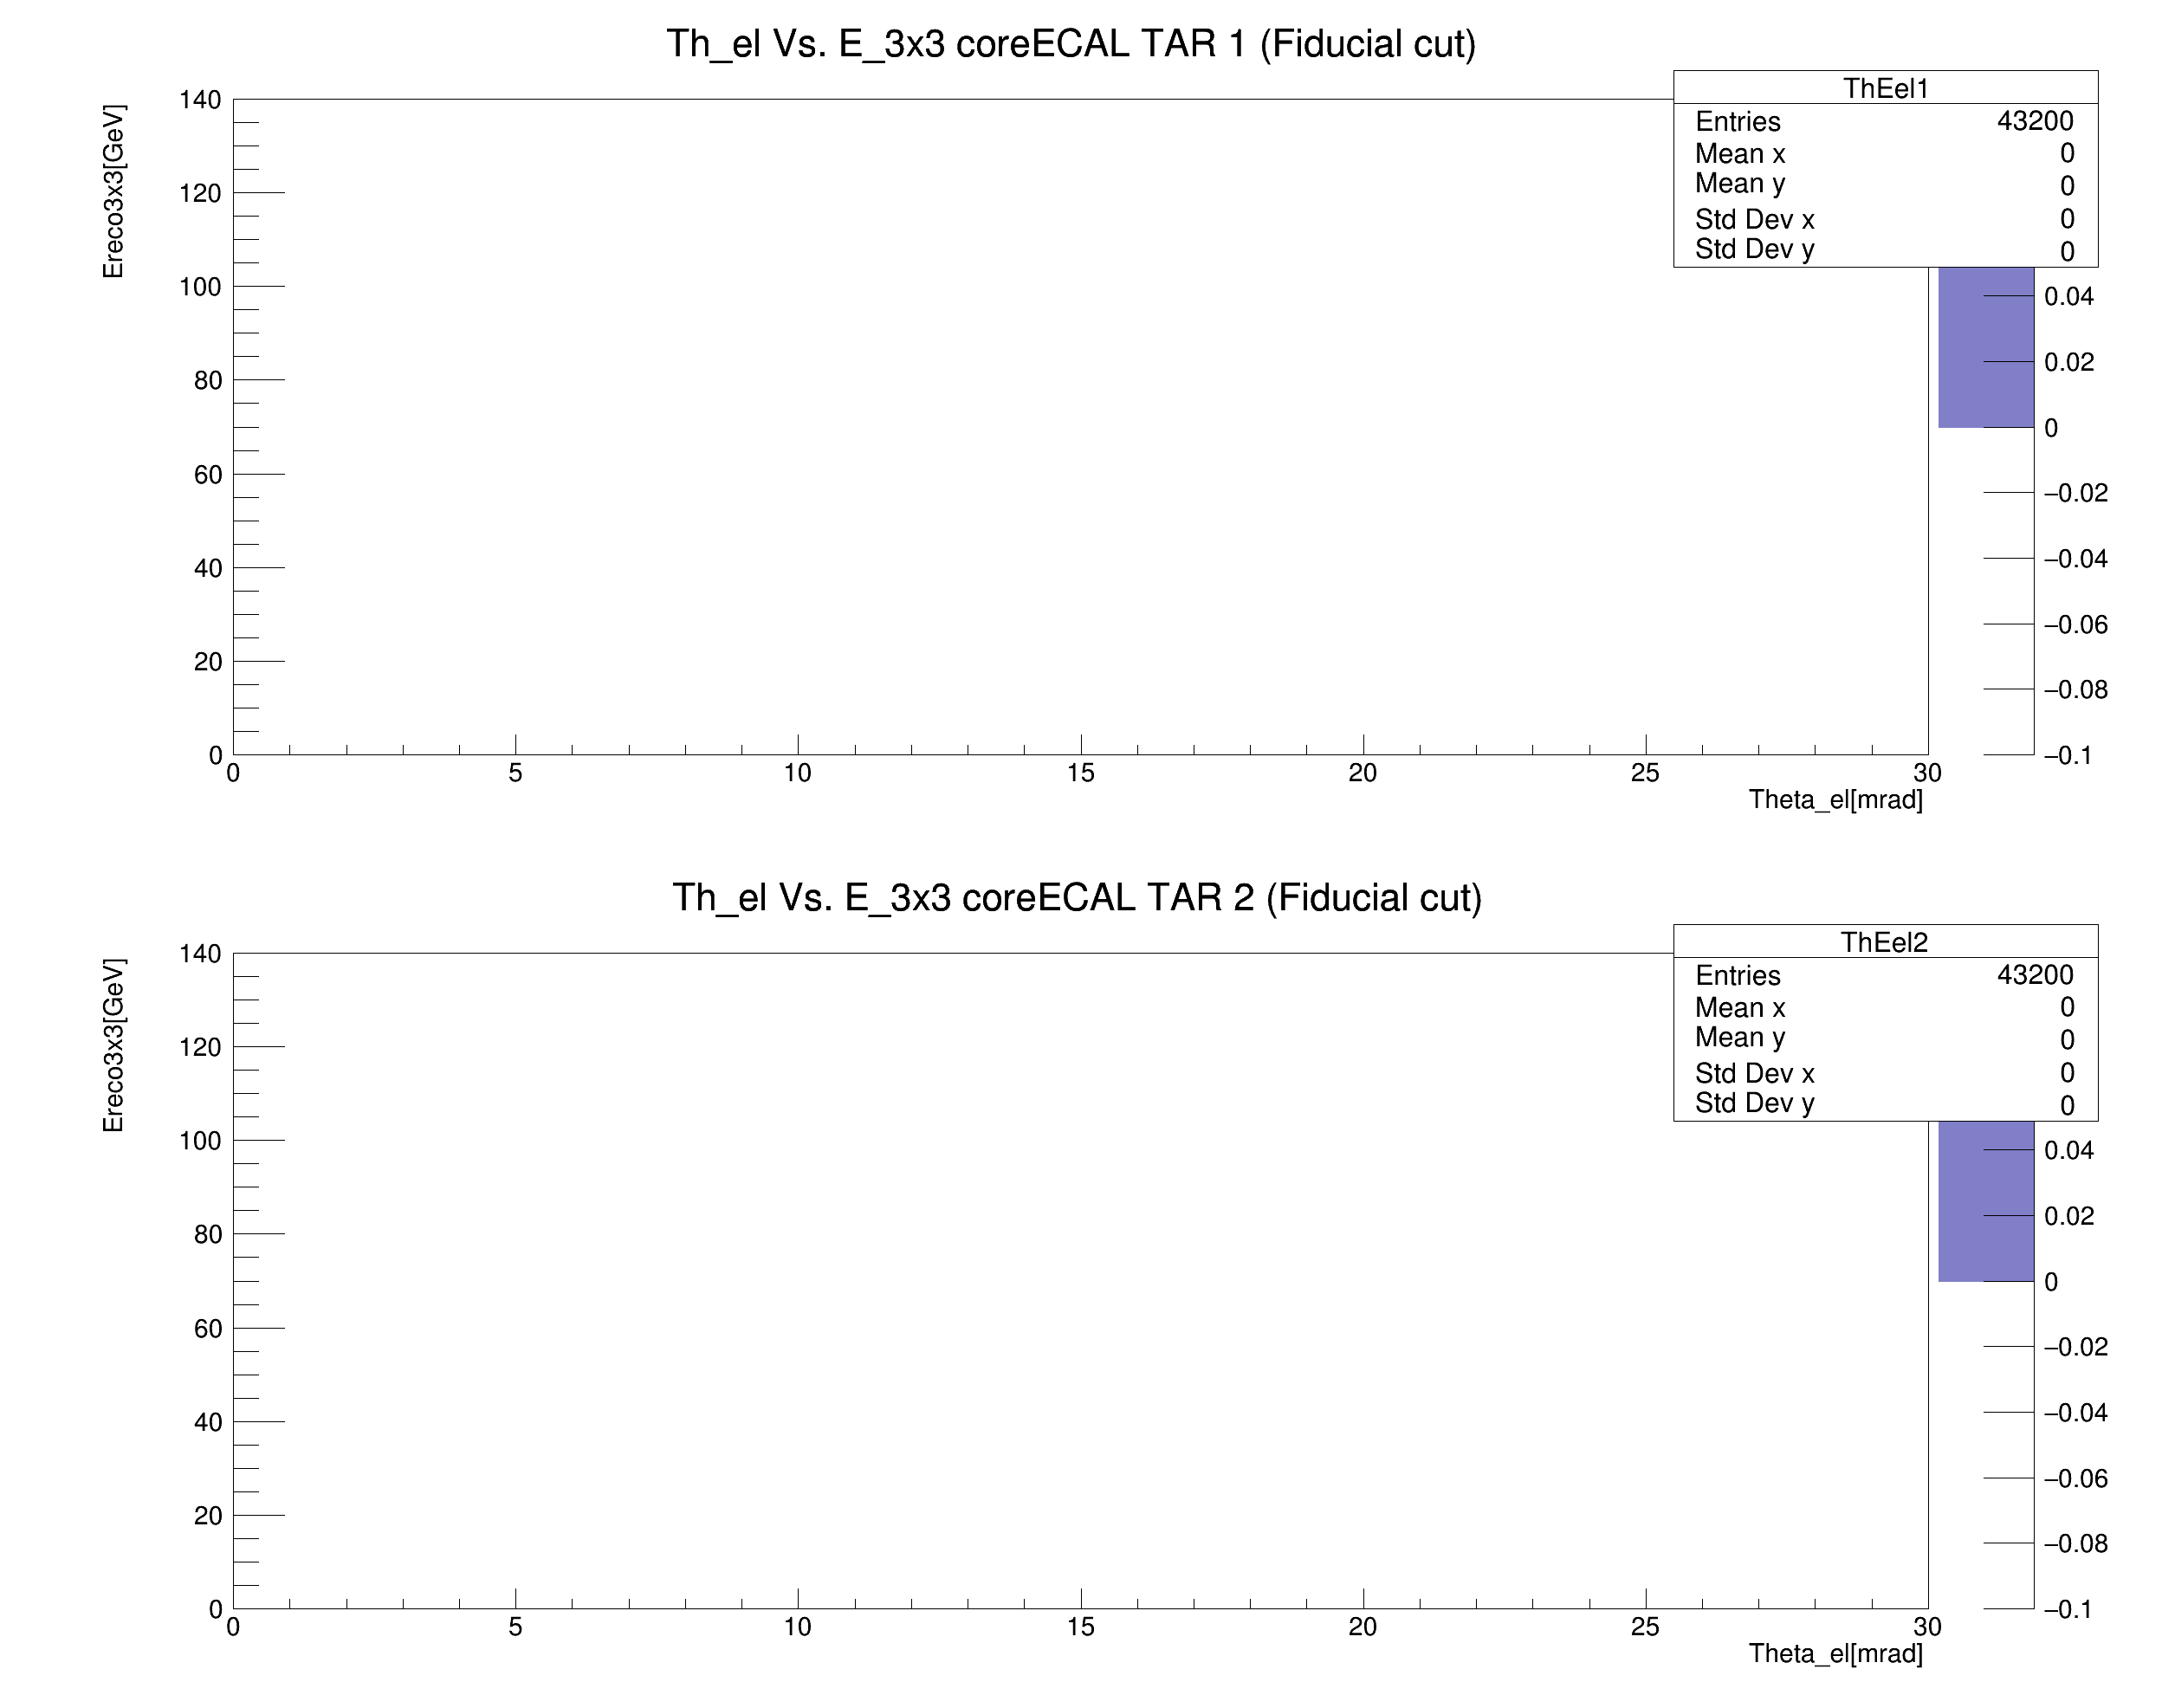 Th_el Vs. E_3x3 coreECAL TAR 1 (Fiducial cut)
ThEel1
Entries 43200
Mean x 0
Mean y 0
Std Dev x 0
Std Dev y 0
Ereco3x3[GeV]
140
120
100
80
60
40
20
0
0 5 10 15 20 25 30
Theta_el[mrad]
0.04
0.02
0
−0.02
−0.04
−0.06
−0.08
−0.1
Th_el Vs. E_3x3 coreECAL TAR 2 (Fiducial cut)
ThEel2
Entries 43200
Mean x 0
Mean y 0
Std Dev x 0
Std Dev y 0
Ereco3x3[GeV]
140
120
100
80
60
40
20
0
0 5 10 15 20 25 30
Theta_el[mrad]
0.04
0.02
0
−0.02
−0.04
−0.06
−0.08
−0.1